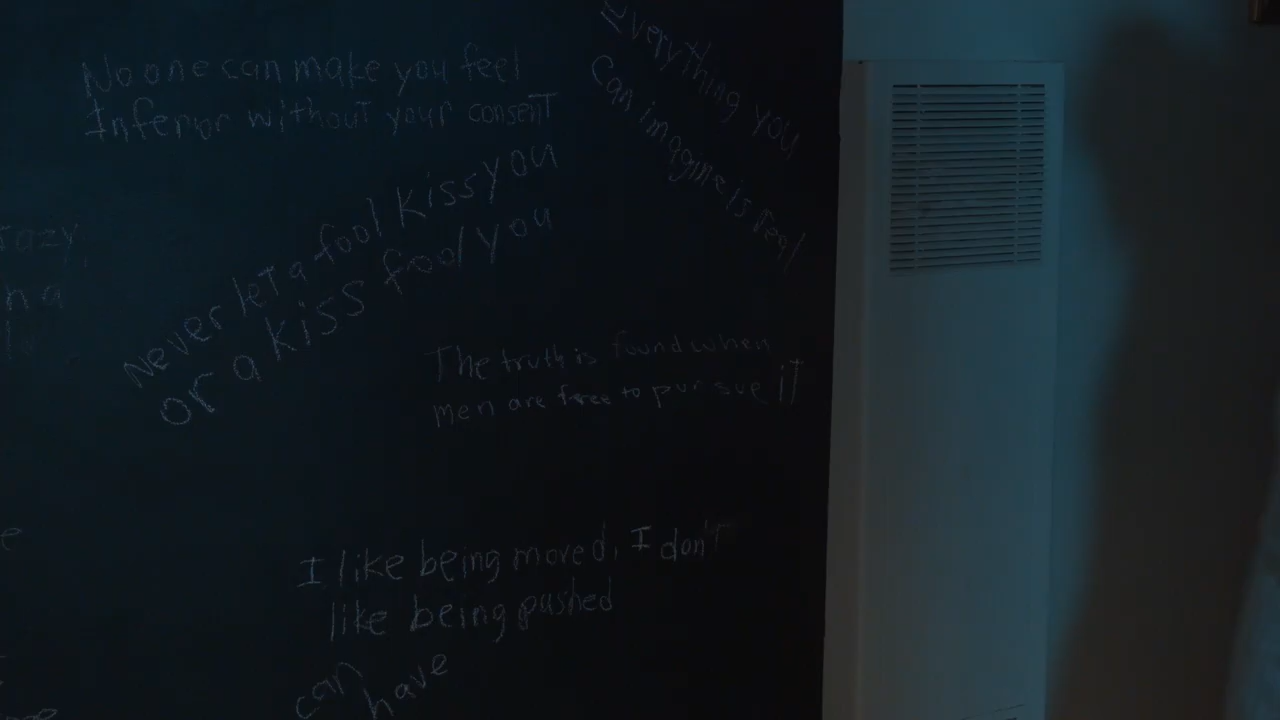 No one can make you feel
Inferior without your consent
Everything you
can imagine is real
Never let a fool kiss you
or a kiss fool you
The truth is found when
men are free to pursue it
I like being moved, I don't
like being pushed
can
have